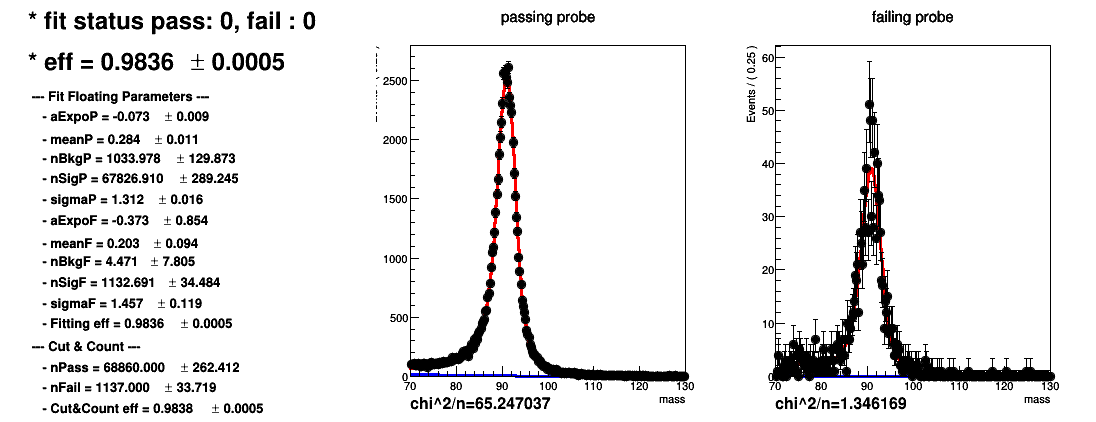 * fit status pass: 0, fail : 0
* eff = 0.9836 ± 0.0005
--- Fit Floating Parameters ---
- aExpoP = -0.073 ± 0.009
- meanP = 0.284 ± 0.011
- nBkgP = 1033.978 ± 129.873
- nSigP = 67826.910 ± 289.245
- sigmaP = 1.312 ± 0.016
- aExpoF = -0.373 ± 0.854
- meanF = 0.203 ± 0.094
- nBkgF = 4.471 ± 7.805
- nSigF = 1132.691 ± 34.484
- sigmaF = 1.457 ± 0.119
- Fitting eff = 0.9836 ± 0.0005
--- Cut & Count ---
- nPass = 68860.000 ± 262.412
- nFail = 1137.000 ± 33.719
- Cut&Count eff = 0.9838 ± 0.0005
passing probe
2500
2000
1500
1000
500
0
70 80 90 100 110 120 130
mass
chi^2/n=65.247037
failing probe
Events / ( 0.25 )
60
50
40
30
20
10
0
70 80 90 100 110 120 130
mass
chi^2/n=1.346169